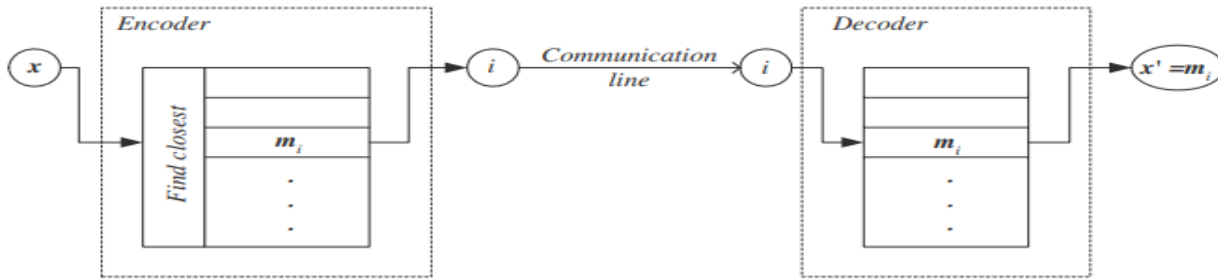 Encoder
Decoder
x
i
Communication
line
i
x' = m_i
Find closest
m_i
.
.
.
m_i
.
.
.